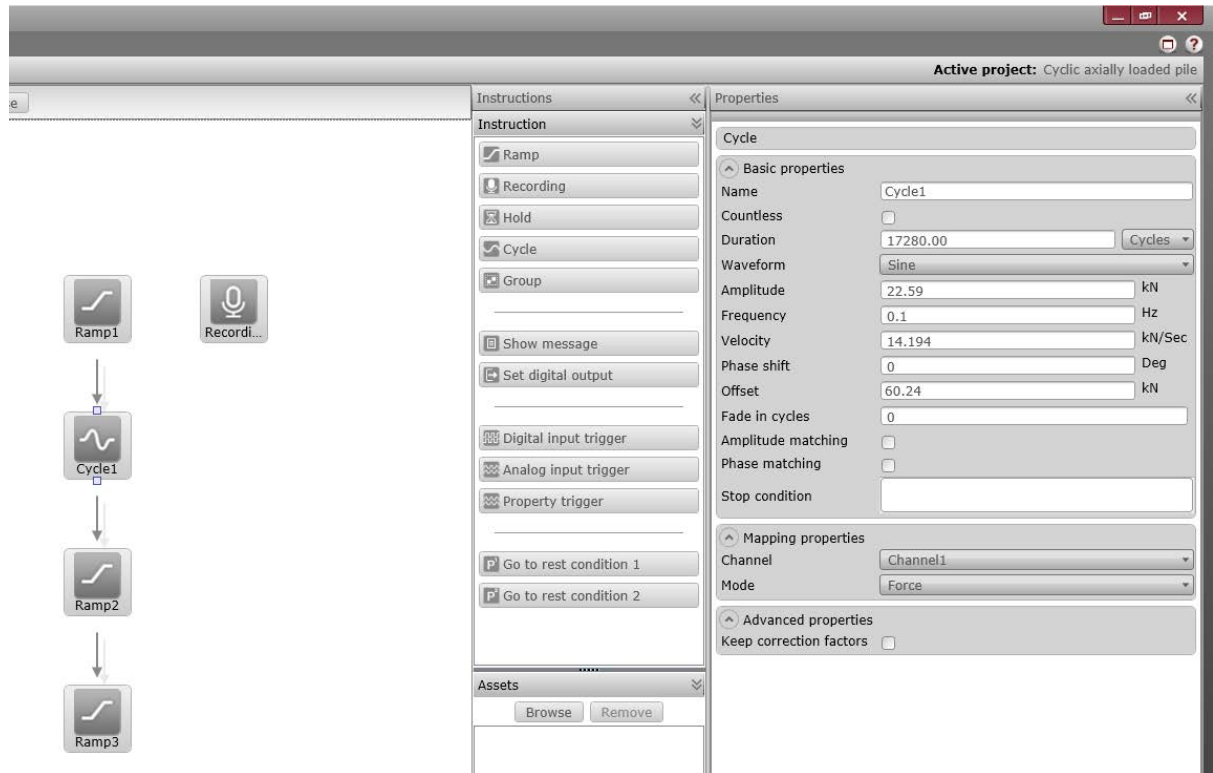 Active project: Cyclic axially loaded pile
Instructions
Properties
Instruction
Cycle
Ramp
Recording
Hold
Cycle
Group
Show message
Set digital output
Digital input trigger
Analog input trigger
Property trigger
Go to rest condition 1
Go to rest condition 2
Assets
Browse Remove
Basic properties
Name Cycle1
Countless
Duration 17280.00 Cycles
Waveform Sine
Amplitude 22.59 kN
Frequency 0.1 Hz
Velocity 14.194 kN/Sec
Phase shift 0 Deg
Offset 60.24 kN
Fade in cycles 0
Amplitude matching
Phase matching
Stop condition
Mapping properties
Channel Channel1
Mode Force
Advanced properties
Keep correction factors
Ramp1 Recordi...
Cycle1
Ramp2
Ramp3